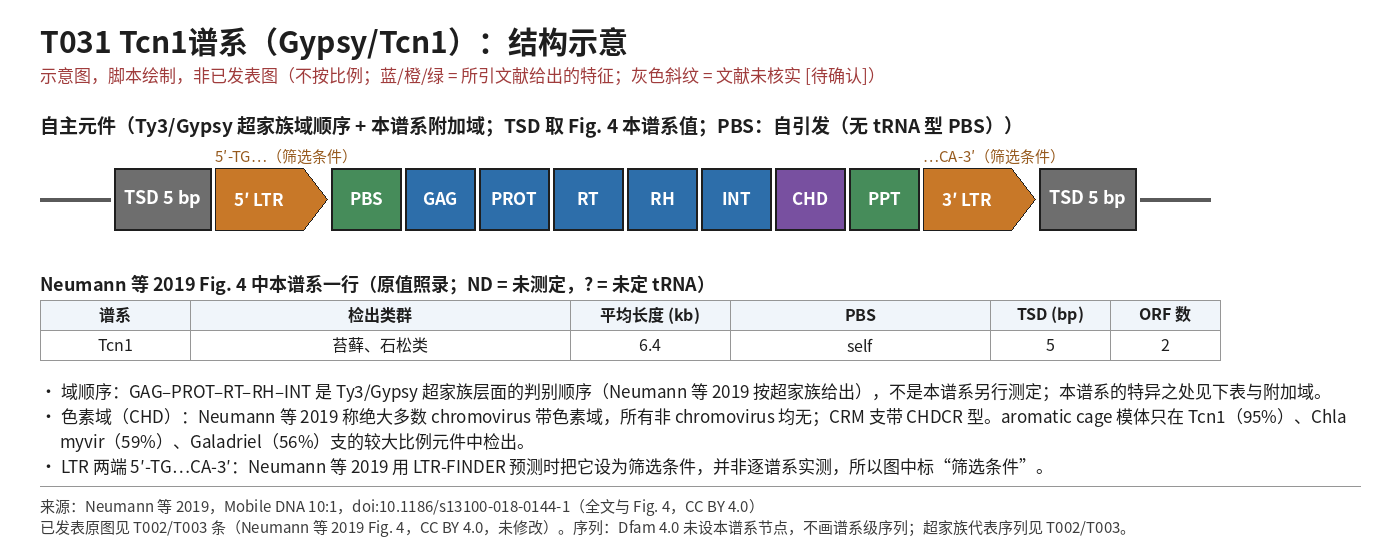 T031 Tcn1谱系（Gypsy/Tcn1）：结构示意
示意图，脚本绘制，非已发表图（不按比例；蓝/橙/绿 = 所引文献给出的特征；灰色斜纹 = 文献未核实 [待确认]）
自主元件（Ty3/Gypsy 超家族域顺序 + 本谱系附加域；TSD 取 Fig. 4 本谱系值；PBS：自引发（无 tRNA 型 PBS））
5′-TG…（筛选条件） …CA-3′（筛选条件）
TSD 5 bp 5′ LTR PBS GAG PROT RT RH INT CHD PPT 3′ LTR TSD 5 bp
Neumann 等 2019 Fig. 4 中本谱系一行（原值照录；ND = 未测定，? = 未定 tRNA）
谱系 检出类群 平均长度 (kb) PBS TSD (bp) ORF 数
Tcn1 苔藓、石松类 6.4 self 5 2
・ 域顺序：GAG–PROT–RT–RH–INT 是 Ty3/Gypsy 超家族层面的判别顺序（Neumann 等 2019 按超家族给出），不是本谱系另行测定；本谱系的特异之处见下表与附加域。
・ 色素域（CHD）：Neumann 等 2019 称绝大多数 chromovirus 带色素域，所有非 chromovirus 均无；CRM 支带 CHDCR 型。aromatic cage 模体只在 Tcn1（95%）、Chla
myvir（59%）、Galadriel（56%）支的较大比例元件中检出。
・ LTR 两端 5′-TG…CA-3′：Neumann 等 2019 用 LTR-FINDER 预测时把它设为筛选条件，并非逐谱系实测，所以图中标“筛选条件”。
来源：Neumann 等 2019，Mobile DNA 10:1，doi:10.1186/s13100-018-0144-1（全文与 Fig. 4，CC BY 4.0）
已发表原图见 T002/T003 条（Neumann 等 2019 Fig. 4，CC BY 4.0，未修改）。序列：Dfam 4.0 未设本谱系节点，不画谱系级序列；超家族代表序列见 T002/T003。